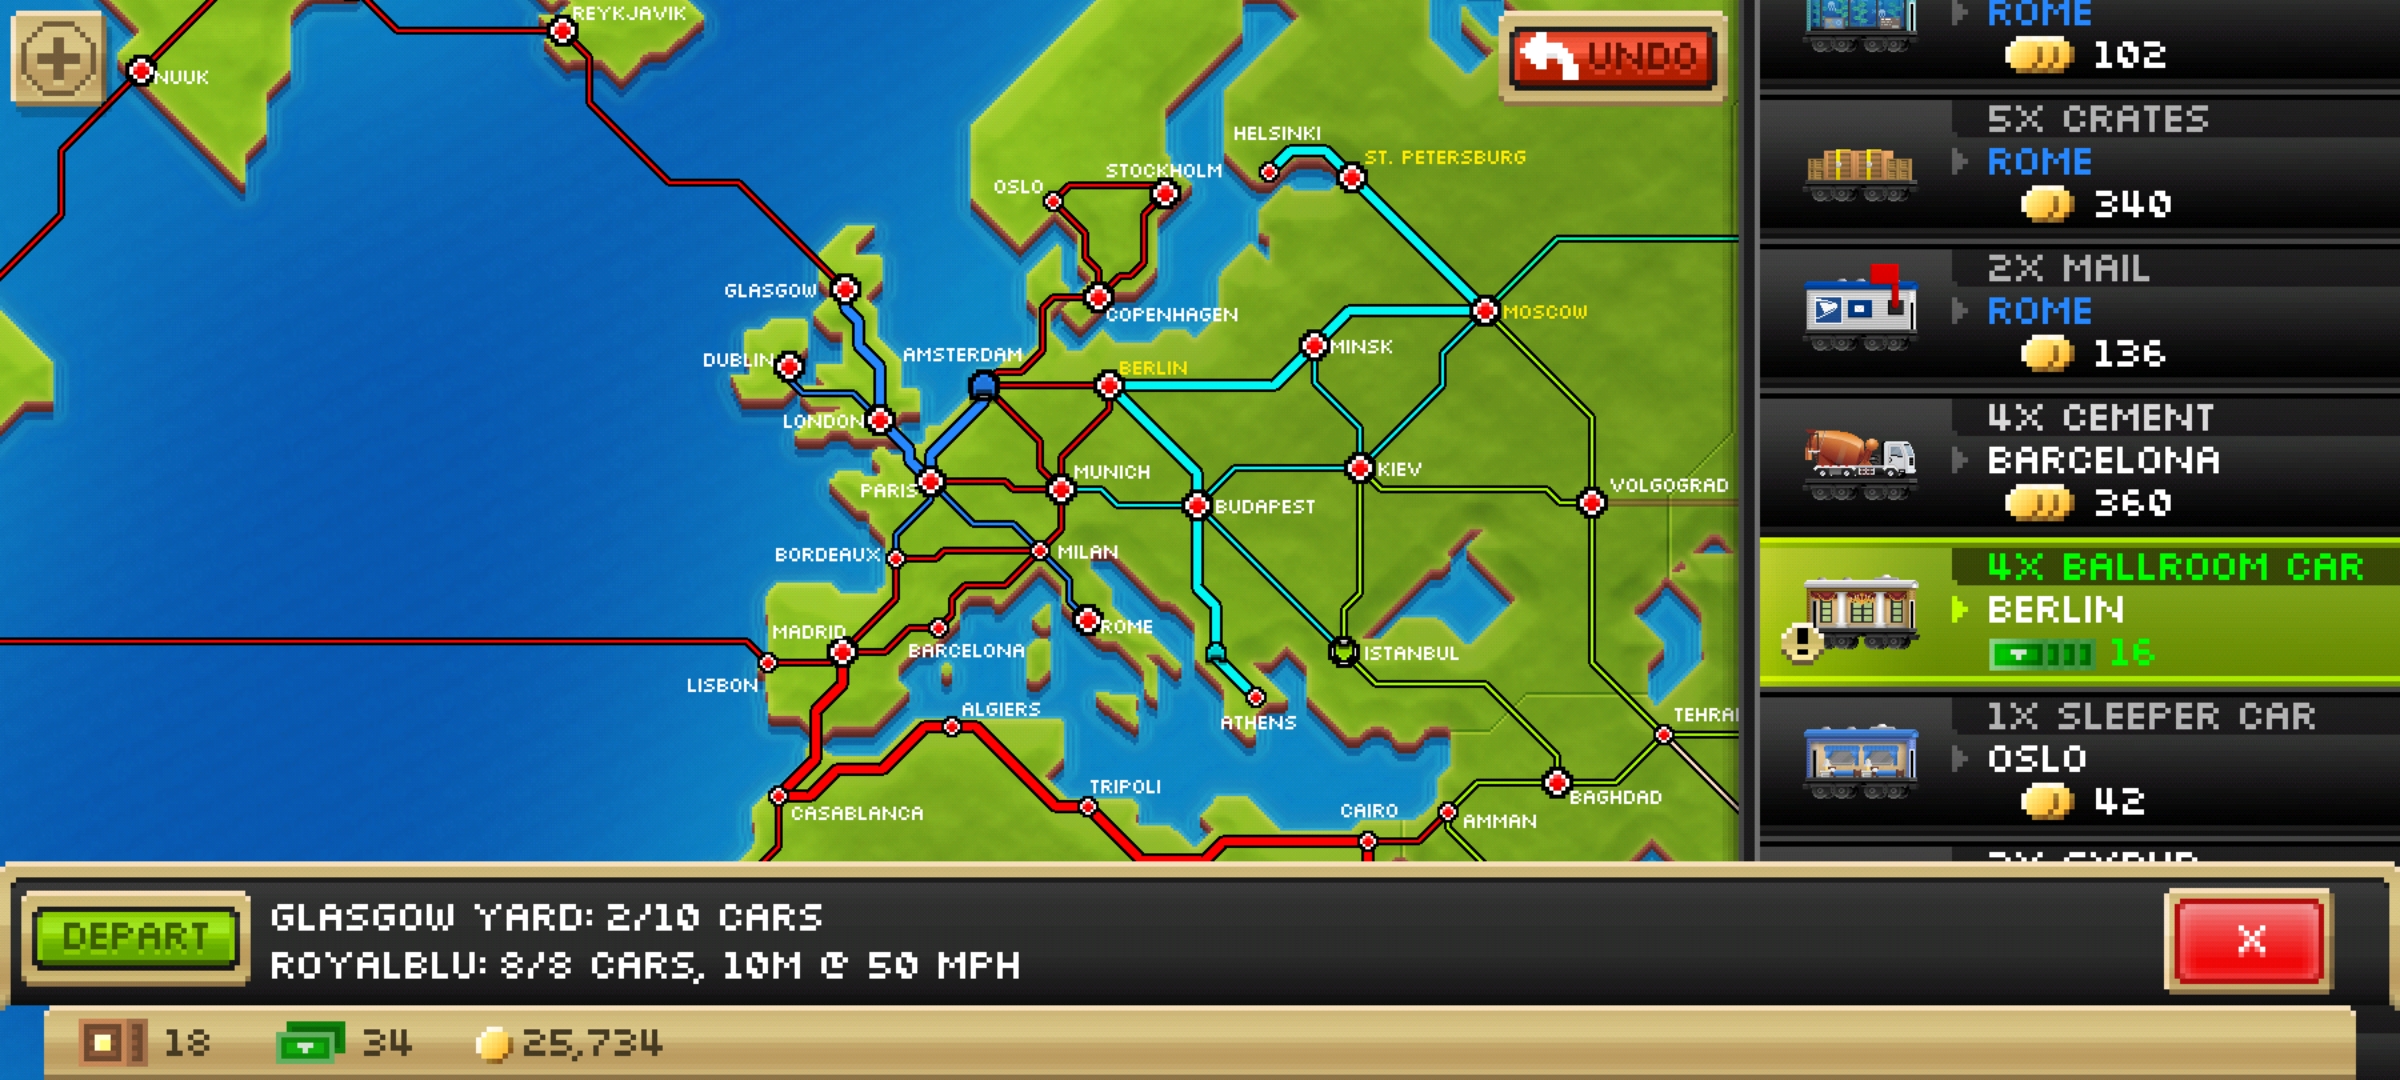 REYKJAVIK
NUUK
UNDO
HELSINKI
ST. PETERSBURG
STOCKHOLM
OSLO
GLASGOW
COPENHAGEN
MOSCOW
DUBLIN
AMSTERDAM
BERLIN
MINSK
LONDON
MUNICH
KIEV
PARIS
BUDAPEST
VOLGOGRAD
BORDEAUX
MILAN
MADRID
ROME
BARCELONA
ISTANBUL
LISBON
ALGIERS
ATHENS
TEHRA
TRIPOLI
BAGHDAD
CASABLANCA
CAIRO
AMMAN
ROME
102
5X CRATES
ROME
340
2X MAIL
ROME
136
4X CEMENT
BARCELONA
360
4X BALLROOM CAR
BERLIN
16
1X SLEEPER CAR
OSLO
42
DEPART
GLASGOW YARD: 2/10 CARS
ROYALBLU: 8/8 CARS, 10M @ 50 MPH
X
18
34
25,734